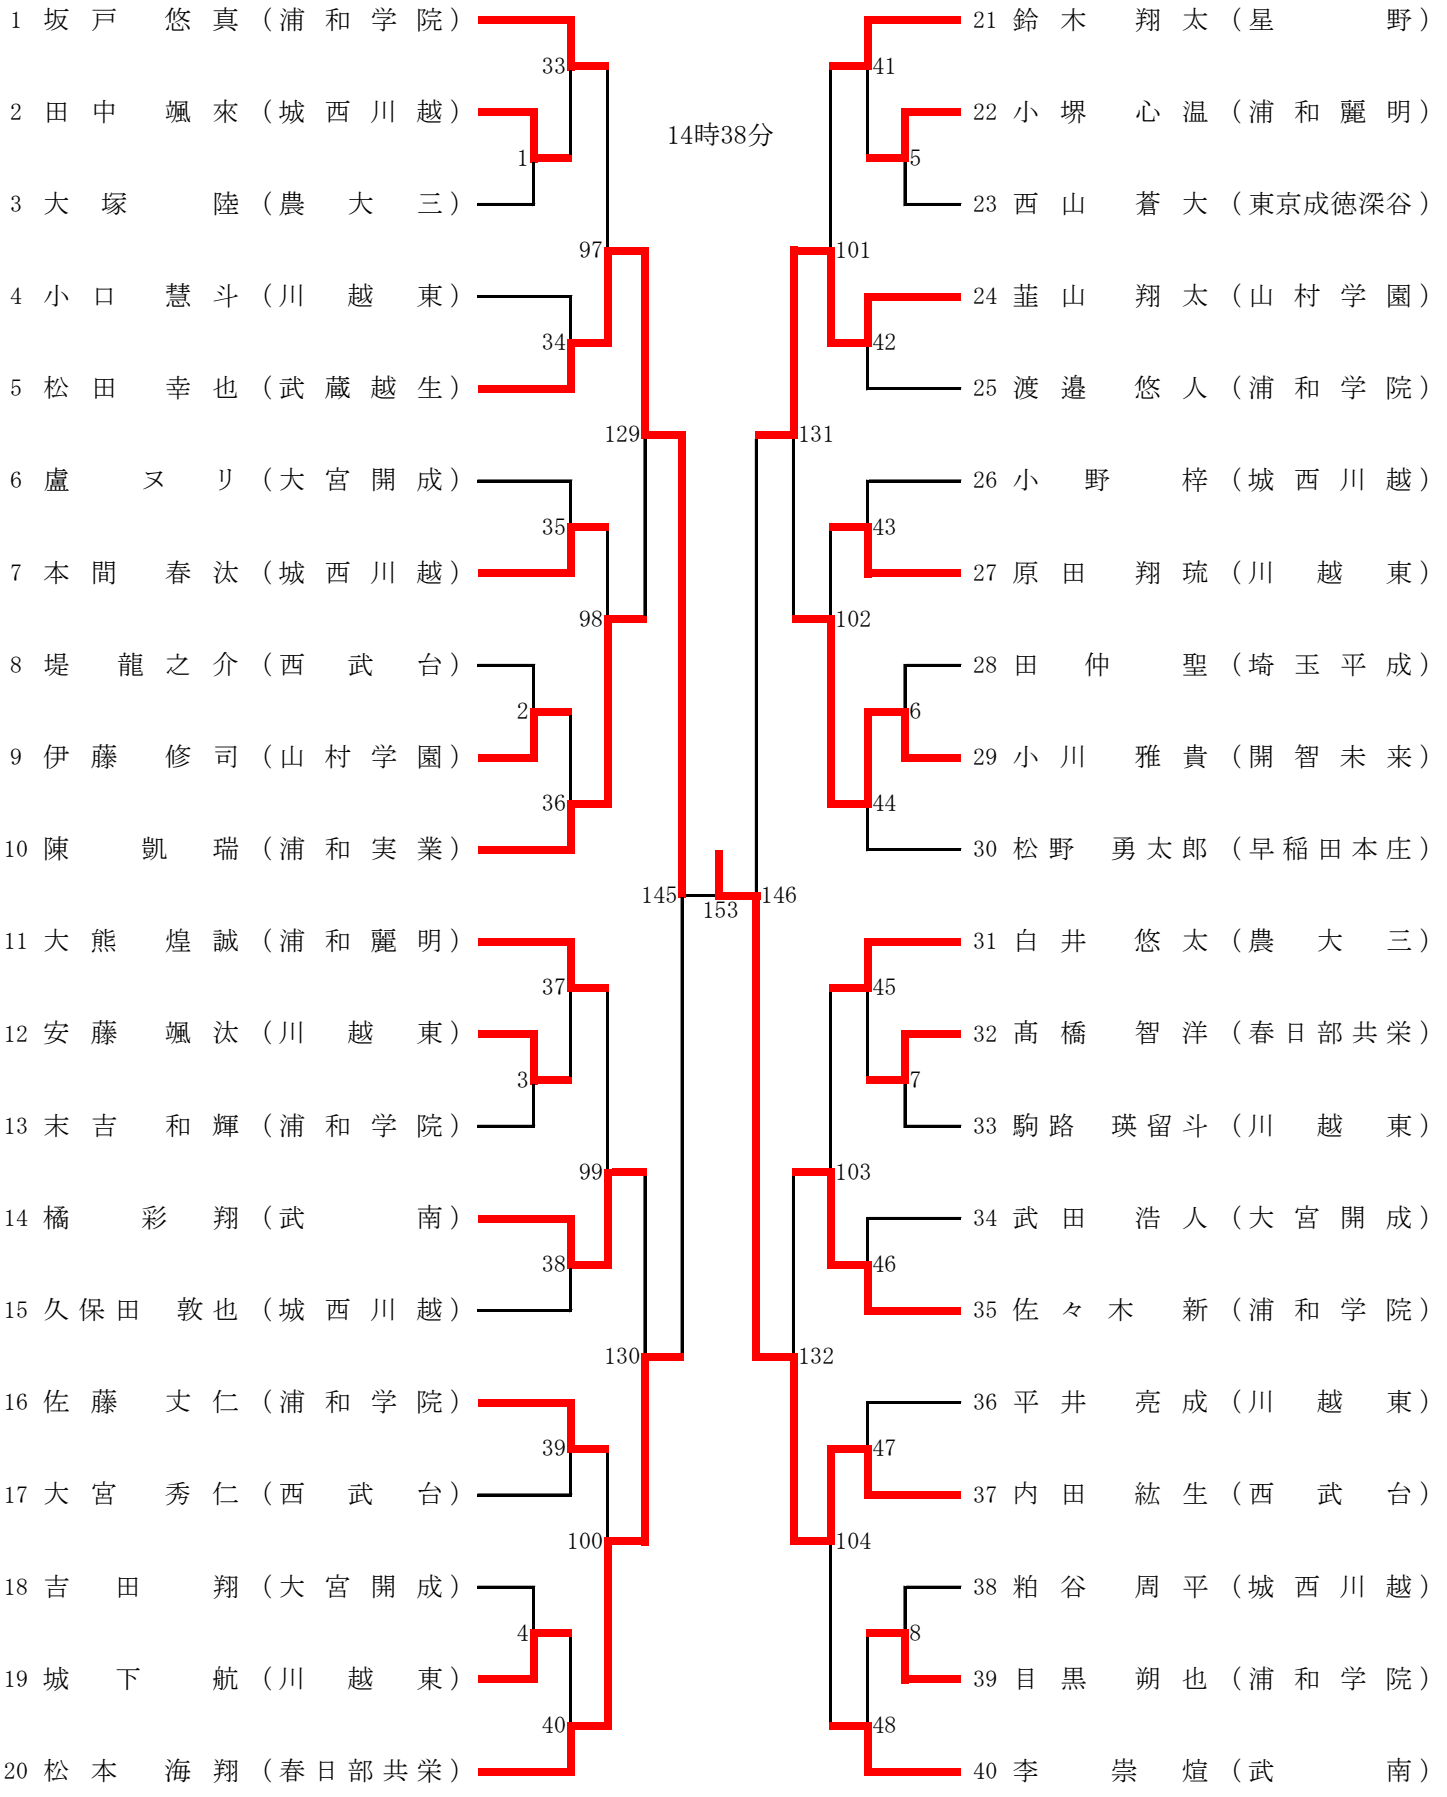 1 坂戸 悠真 (浦和学院)
2 田中 颯來 (城西川越)
3 大塚 陸 (農大三)
4 小口 慧斗 (川越東)
5 松田 幸也 (武蔵越生)
6 盧 ヌリ (大宮開成)
7 本間 春汰 (城西川越)
8 堤 龍之介 (西武台)
9 伊藤 修司 (山村学園)
10 陳 凱瑞 (浦和実業)
11 大熊 煌誠 (浦和麗明)
12 安藤 颯汰 (川越東)
13 末吉 和輝 (浦和学院)
14 橘 彩翔 (武南)
15 久保田 敦也 (城西川越)
16 佐藤 丈仁 (浦和学院)
17 大宮 秀仁 (西武台)
18 吉田 翔 (大宮開成)
19 城下 航 (川越東)
20 松本 海翔 (春日部共栄)
33
1
97
34
129
35
98
2
36
145
37
3
99
38
130
39
100
4
40
14時38分
153
41
5
101
42
131
43
102
6
44
146
45
7
103
46
132
47
104
8
48
21 鈴木 翔太 (星野)
22 小堺 心温 (浦和麗明)
23 西山 蒼大 (東京成徳深谷)
24 韮山 翔太 (山村学園)
25 渡邉 悠人 (浦和学院)
26 小野 梓 (城西川越)
27 原田 翔琉 (川越東)
28 田仲 聖 (埼玉平成)
29 小川 雅貴 (開智未来)
30 松野 勇太郎 (早稲田本庄)
31 白井 悠太 (農大三)
32 髙橋 智洋 (春日部共栄)
33 駒路 瑛留斗 (川越東)
34 武田 浩人 (大宮開成)
35 佐々木 新 (浦和学院)
36 平井 亮成 (川越東)
37 内田 紘生 (西武台)
38 粕谷 周平 (城西川越)
39 目黒 朔也 (浦和学院)
40 李 崇煊 (武南)